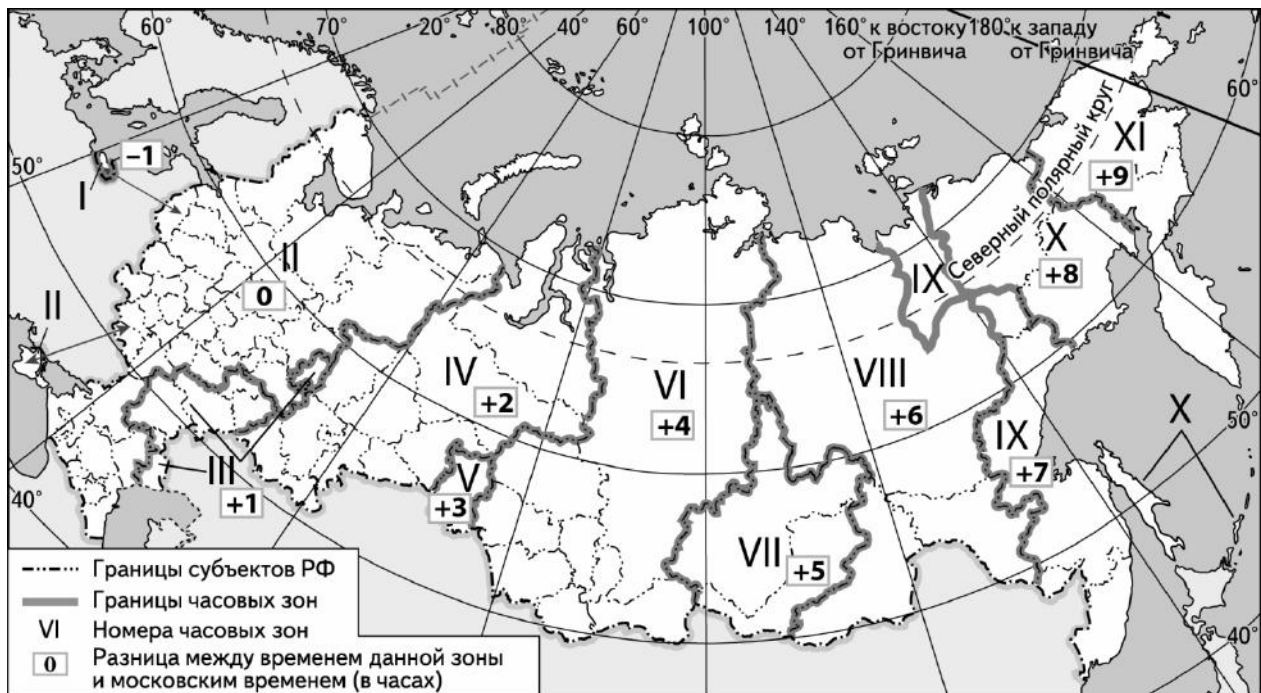 60° 70° 20° 40° 60° 80° 100° 120° 140° 160° к востоку 180° к западу
от Гринвича от Гринвича
60°
50°
40°
I
–1
II
0
II
III
+1
IV
+2
V
+3
VI
+4
VII
+5
VIII
+6
IX
IX
+7
X
+8
XI
+9
X
Северный полярный круг
50°
40°
Границы субъектов РФ
Границы часовых зон
VI Номера часовых зон
0 Разница между временем данной зоны
и московским временем (в часах)